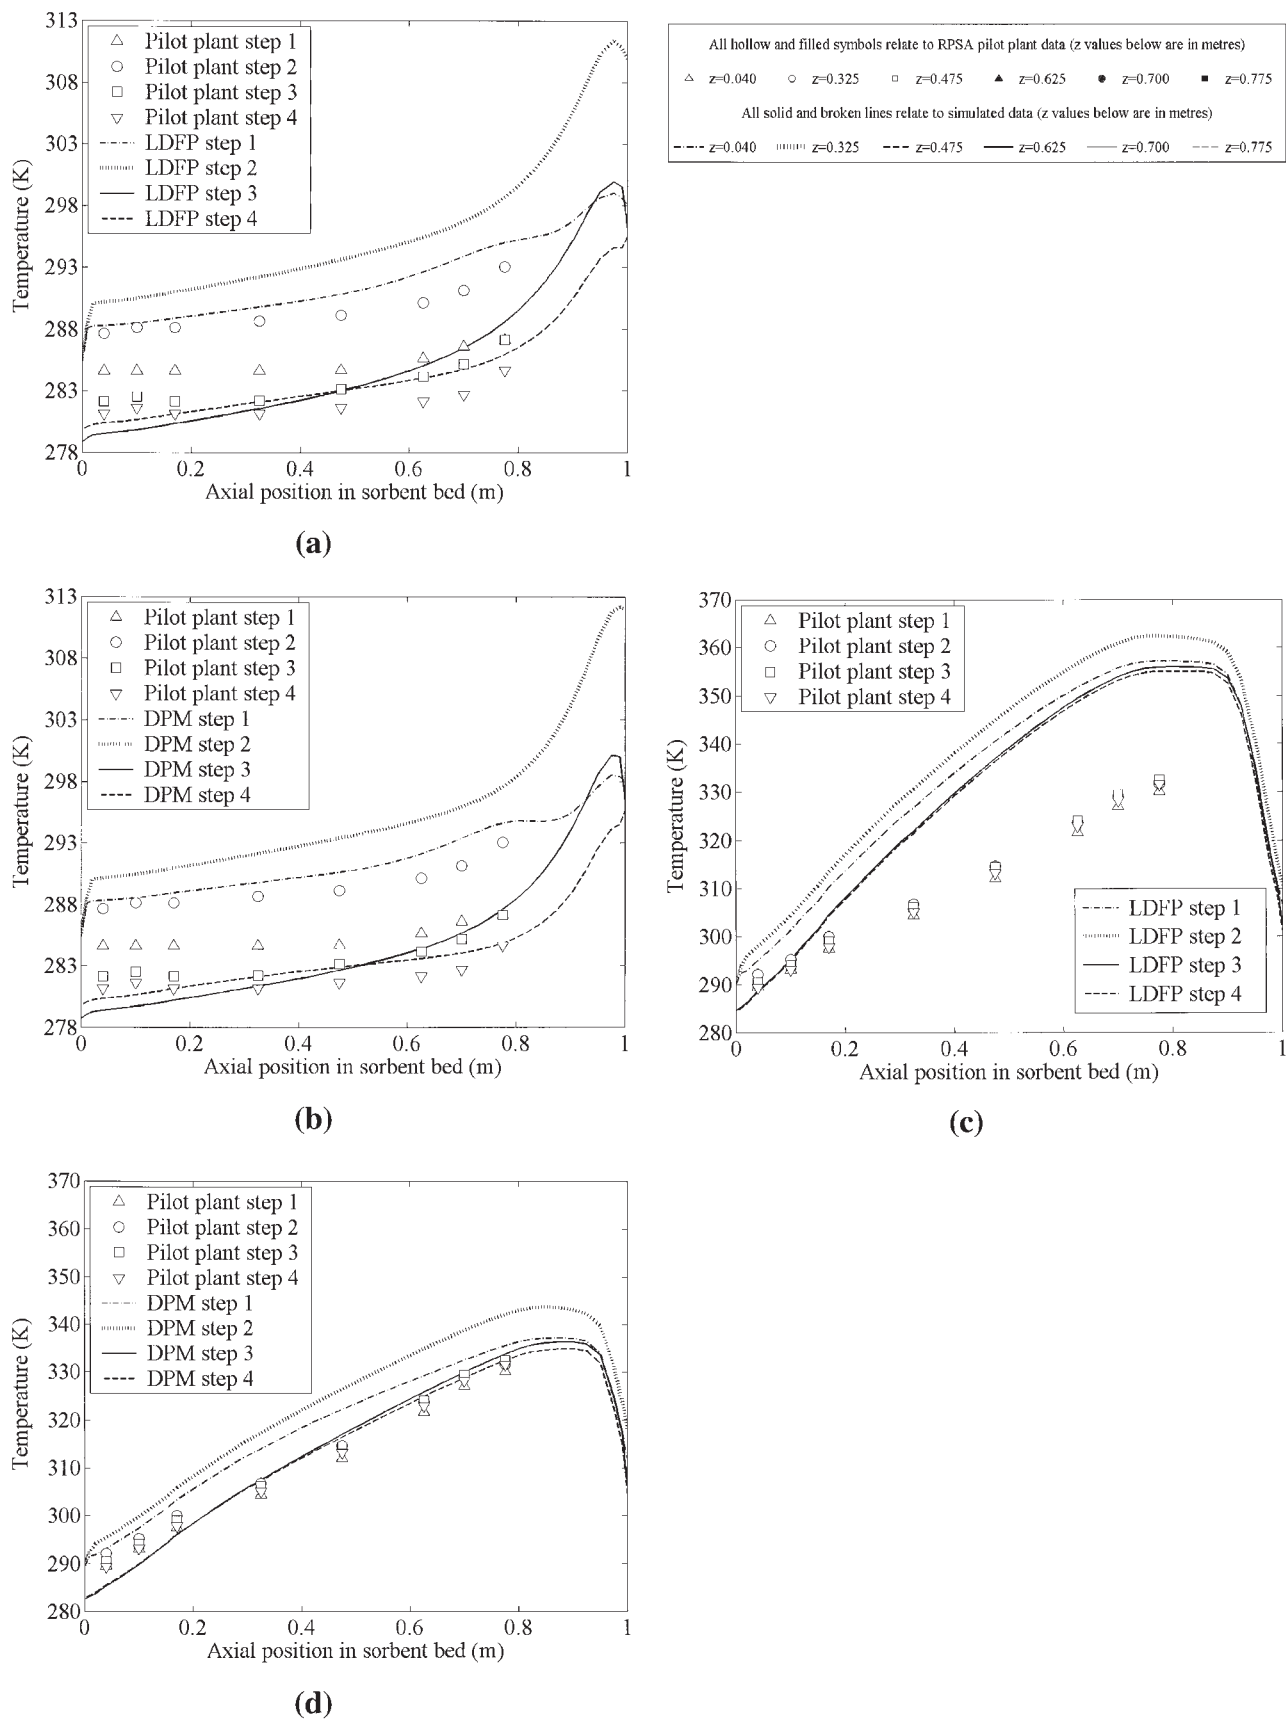 313
308
303
298
293
288
283
278
Temperature (K)
Pilot plant step 1
Pilot plant step 2
Pilot plant step 3
Pilot plant step 4
LDFP step 1
LDFP step 2
LDFP step 3
LDFP step 4
0 0.2 0.4 0.6 0.8 1
Axial position in sorbent bed (m)
(a)
All hollow and filled symbols relate to RPSA pilot plant data (z values below are in metres)
z=0.040 z=0.325 z=0.475 z=0.625 z=0.700 z=0.775
All solid and broken lines relate to simulated data (z values below are in metres)
z=0.040 z=0.325 z=0.475 z=0.625 z=0.700 z=0.775
313
308
303
298
293
288
283
278
Temperature (K)
Pilot plant step 1
Pilot plant step 2
Pilot plant step 3
Pilot plant step 4
DPM step 1
DPM step 2
DPM step 3
DPM step 4
0 0.2 0.4 0.6 0.8 1
Axial position in sorbent bed (m)
(b)
370
360
350
340
330
320
310
300
290
280
Temperature (K)
Pilot plant step 1
Pilot plant step 2
Pilot plant step 3
Pilot plant step 4
LDFP step 1
LDFP step 2
LDFP step 3
LDFP step 4
0 0.2 0.4 0.6 0.8 1
Axial position in sorbent bed (m)
(c)
370
360
350
340
330
320
310
300
290
280
Temperature (K)
Pilot plant step 1
Pilot plant step 2
Pilot plant step 3
Pilot plant step 4
DPM step 1
DPM step 2
DPM step 3
DPM step 4
0 0.2 0.4 0.6 0.8 1
Axial position in sorbent bed (m)
(d)